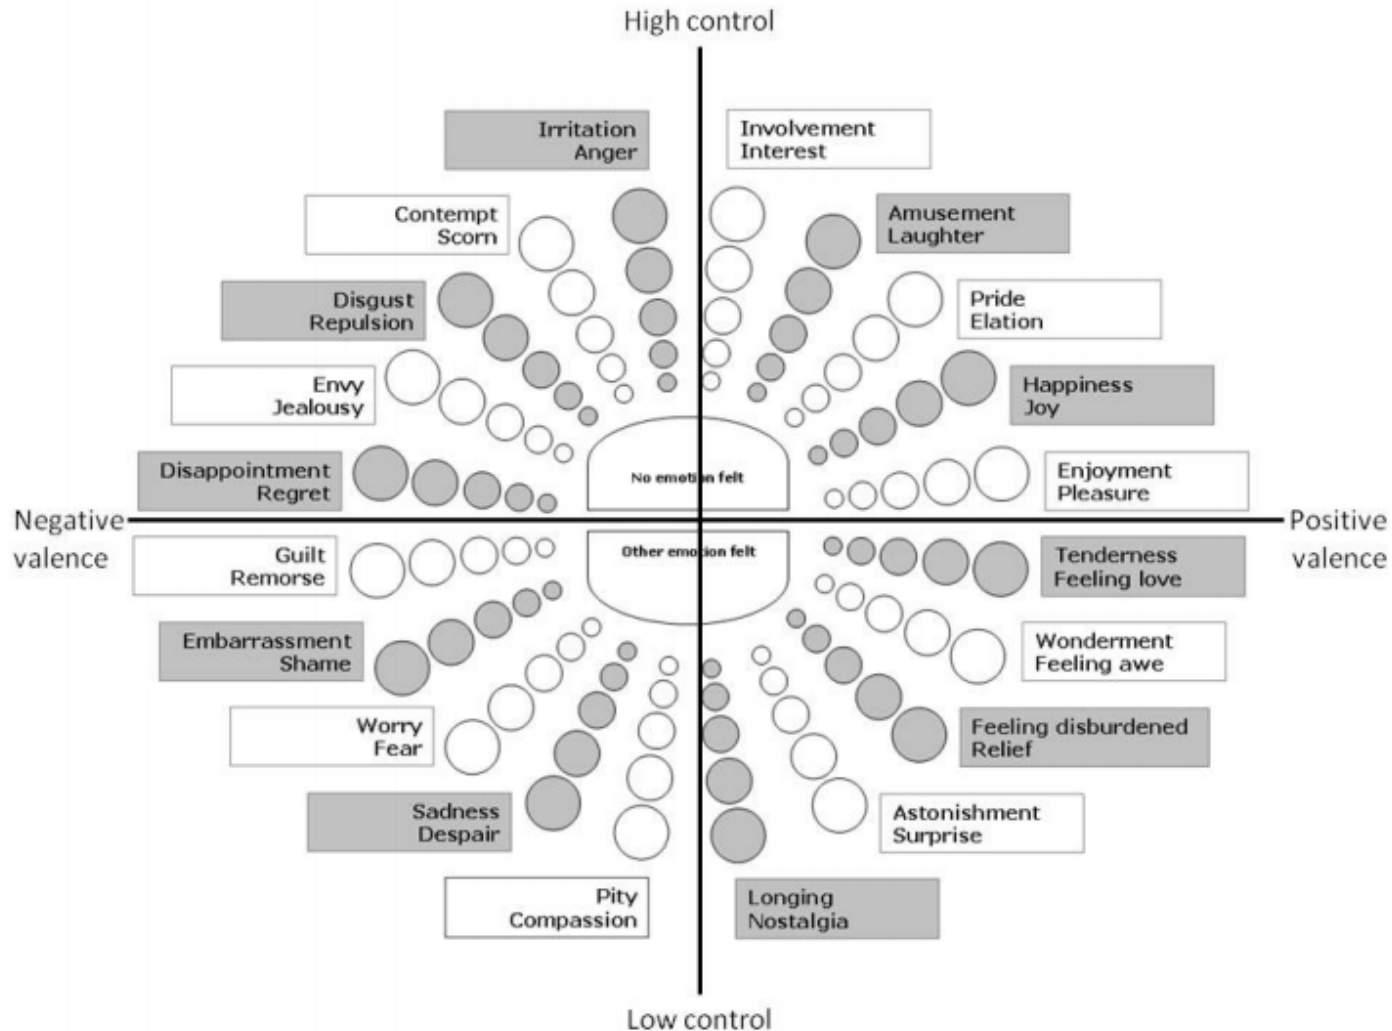 High control
Irritation
Anger
Involvement
Interest
Contempt
Scorn
Amusement
Laughter
Disgust
Repulsion
Pride
Elation
Envy
Jealousy
Happiness
Joy
Disappointment
Regret
No emotion felt
Enjoyment
Pleasure
Negative
valence
Positive
valence
Guilt
Remorse
Other emotion felt
Tenderness
Feeling love
Embarrassment
Shame
Wonderment
Feeling awe
Worry
Fear
Feeling disburdened
Relief
Sadness
Despair
Astonishment
Surprise
Pity
Compassion
Longing
Nostalgia
Low control